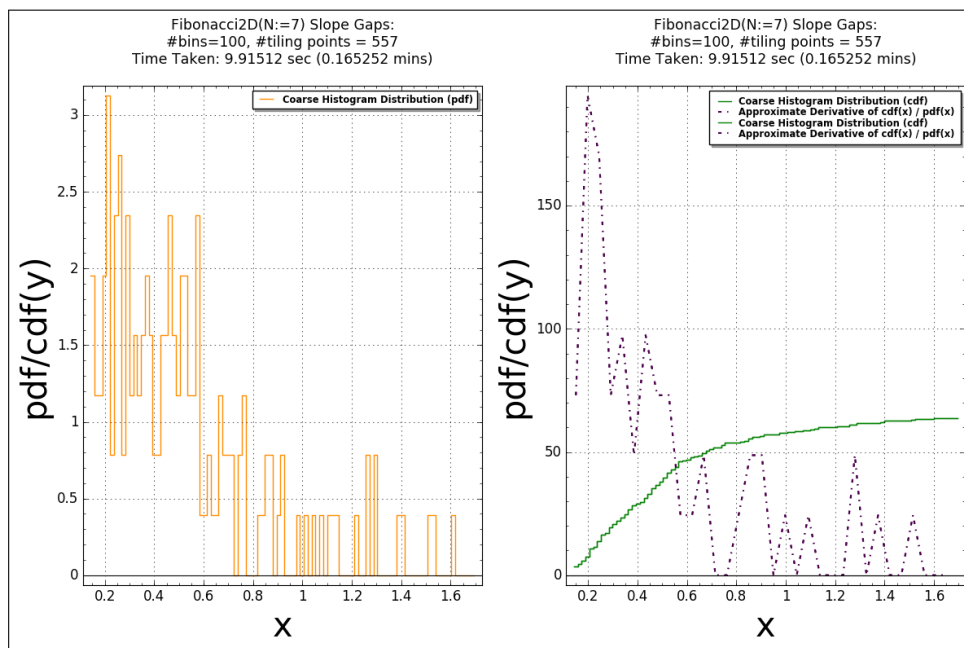 Fibonacci2D(N:=7) Slope Gaps:
#bins=100, #tiling points = 557
Time Taken: 9.91512 sec (0.165252 mins)
Coarse Histogram Distribution (pdf)
pdf/cdf(y)
3
2.5
2
1.5
1
0.5
0
0.2 0.4 0.6 0.8 1 1.2 1.4 1.6
x
Fibonacci2D(N:=7) Slope Gaps:
#bins=100, #tiling points = 557
Time Taken: 9.91512 sec (0.165252 mins)
Coarse Histogram Distribution (cdf)
Approximate Derivative of cdf(x) / pdf(x)
Coarse Histogram Distribution (cdf)
Approximate Derivative of cdf(x) / pdf(x)
pdf/cdf(y)
150
100
50
0
0.2 0.4 0.6 0.8 1 1.2 1.4 1.6
x